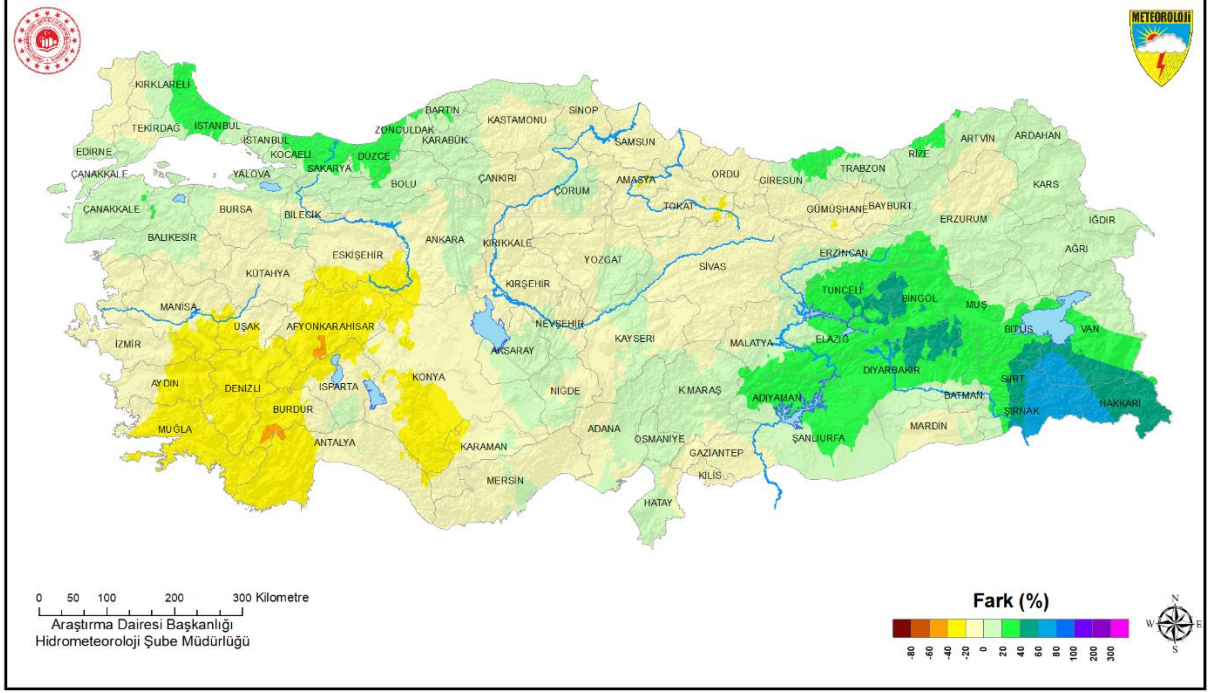 METEOROLOJİ
KIRKLARELİ
TEKİRDAĞ
İSTANBUL
İSTANBUL
EDİRNE
KOCAELİ
SAKARYA
DÜZCE
ZONGULDAK
BARTIN
KARABÜK
KASTAMONU
SİNOP
SAMSUN
ÇANAKKALE
YALOVA
BOLU
ÇANKIRI
ÇORUM
AMASYA
ORDU
GİRESUN
TRABZON
RİZE
ARTVİN
ARDAHAN
KARS
ÇANAKKALE
BURSA
BİLECİK
TOKAT
GÜMÜŞHANE
BAYBURT
ERZURUM
IĞDIR
BALIKESİR
ESKİŞEHİR
ANKARA
KIRIKKALE
YOZGAT
SİVAS
ERZİNCAN
AĞRI
KÜTAHYA
KIRŞEHİR
TUNCELİ
BİNGÖL
MUŞ
MANİSA
UŞAK
AFYONKARAHİSAR
NEVŞEHİR
KAYSERİ
MALATYA
ELAZIĞ
BİTLİS
VAN
İZMİR
AKSARAY
DİYARBAKIR
SİİRT
AYDIN
DENİZLİ
ISPARTA
KONYA
NİĞDE
K.MARAŞ
ADIYAMAN
BATMAN
HAKKARİ
BURDUR
ŞIRNAK
MUĞLA
ANTALYA
KARAMAN
ADANA
OSMANİYE
GAZİANTEP
ŞANLIURFA
MARDİN
MERSİN
KİLİS
HATAY
0 50 100 200 300 Kilometre
Araştırma Dairesi Başkanlığı
Hidrometeoroloji Şube Müdürlüğü
Fark (%)
-80 -60 -40 -20 0 20 40 60 80 100 200 300
N
W E
S